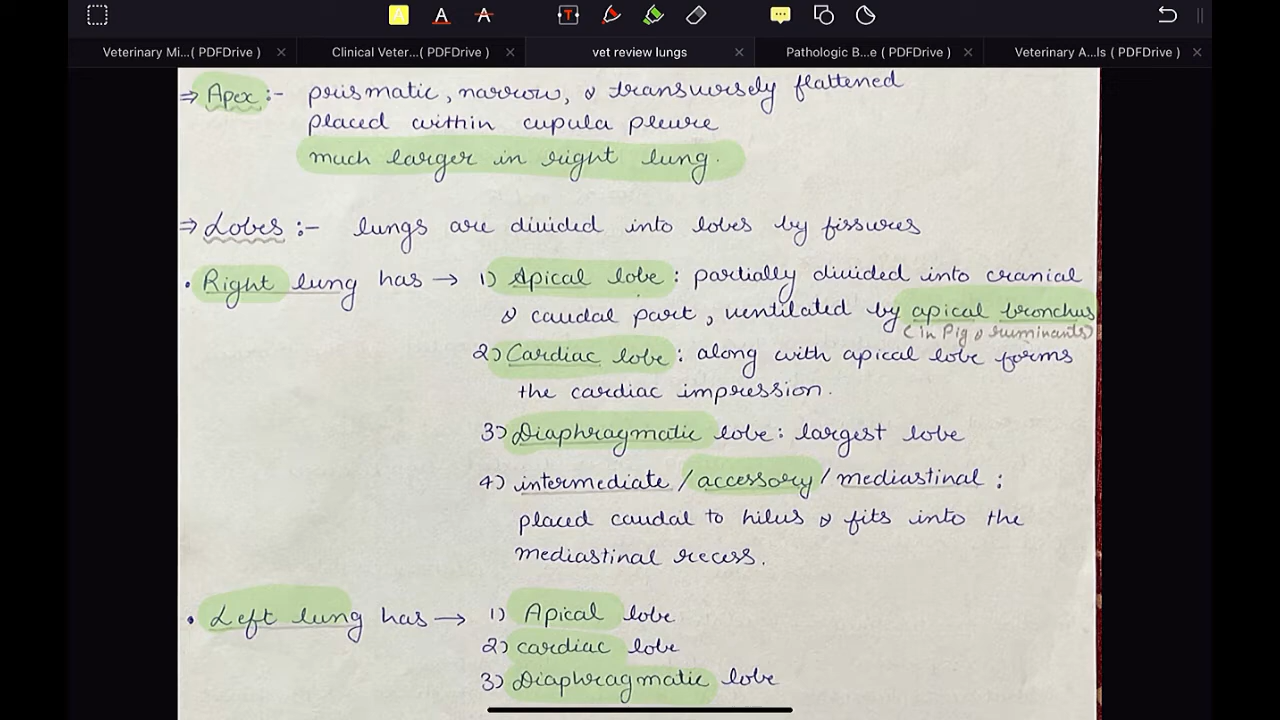 A A A T
Veterinary Mi...( PDFDrive ) × Clinical Veter...( PDFDrive ) × vet review lungs × Pathologic B...e ( PDFDrive ) × Veterinary A...ls ( PDFDrive ) ×
⇒ Apex :- prismatic, narrow, & transversely flattened
placed within cupula pleure
much larger in right lung.
⇒ Lobes :- lungs are divided into lobes by fissures
• Right lung has → 1) Apical lobe : partially divided into cranial
& caudal part, ventilated by apical bronchus
(in Pig & ruminants)
2) Cardiac lobe : along with apical lobe forms
the cardiac impression.
3) Diaphragmatic lobe : largest lobe
4) intermediate / accessory / mediastinal :
placed caudal to hilus & fits into the
mediastinal recess.
• Left lung has → 1) Apical lobe
2) cardiac lobe
3) Diaphragmatic lobe